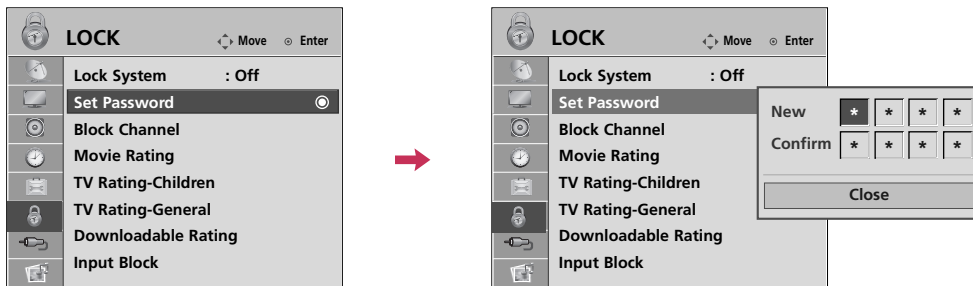 LOCK Move Enter
Lock System : Off
Set Password
Block Channel
Movie Rating
TV Rating-Children
TV Rating-General
Downloadable Rating
Input Block
LOCK Move Enter
Lock System : Off
Set Password
Block Channel
Movie Rating
TV Rating-Children
TV Rating-General
Downloadable Rating
Input Block
New * * * *
Confirm * * * *
Close